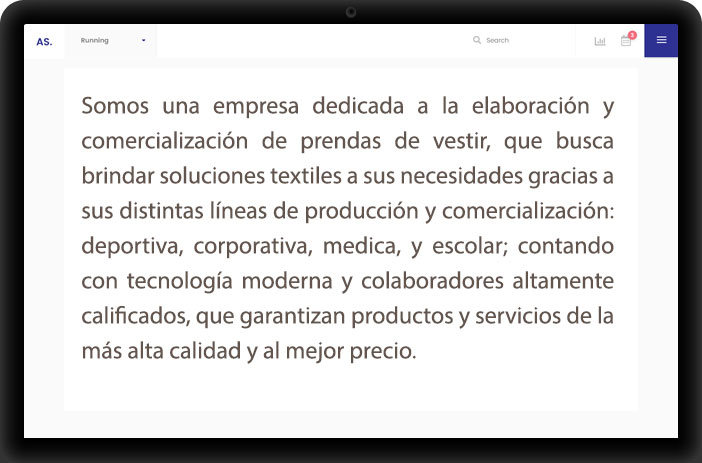 AS.
Running
Search
3
Somos una empresa dedicada a la elaboración y
comercialización de prendas de vestir, que busca
brindar soluciones textiles a sus necesidades gracias a
sus distintas líneas de producción y comercialización:
deportiva, corporativa, medica, y escolar; contando
con tecnología moderna y colaboradores altamente
calificados, que garantizan productos y servicios de la
más alta calidad y al mejor precio.